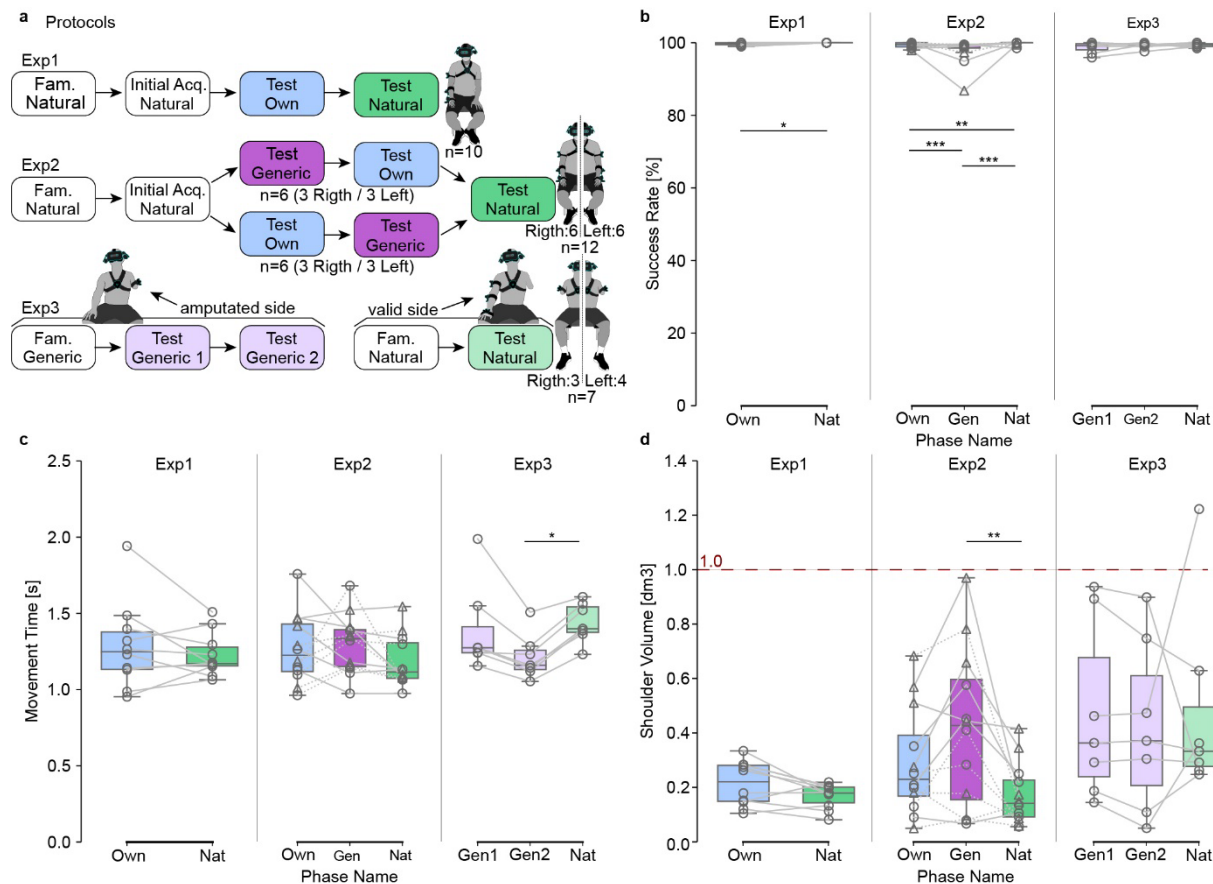 a Protocols
Exp1
Fam. Natural
Initial Acq. Natural
Test Own
Test Natural
n=10
Exp2
Fam. Natural
Initial Acq. Natural
Test Generic
Test Own
n=6 (3 Rigth / 3 Left)
Test Own
Test Generic
n=6 (3 Rigth / 3 Left)
Test Natural
Rigth:6 Left:6
n=12
Exp3
amputated side
valid side
Fam. Generic
Test Generic 1
Test Generic 2
Fam. Natural
Test Natural
Rigth:3 Left:4
n=7
b
Exp1 Exp2 Exp3
Success Rate [%]
100
80
60
40
20
0
*
**
*** ***
Own Nat Own Gen Nat Gen1 Gen2 Nat
Phase Name
c
Exp1 Exp2 Exp3
Movement Time [s]
2.5
2.0
1.5
1.0
0.5
0.0
*
Own Nat Own Gen Nat Gen1 Gen2 Nat
Phase Name
d
Exp1 Exp2 Exp3
Shoulder Volume [dm3]
1.4
1.2
1.0
0.8
0.6
0.4
0.2
0.0
1.0
**
Own Nat Own Gen Nat Gen1 Gen2 Nat
Phase Name